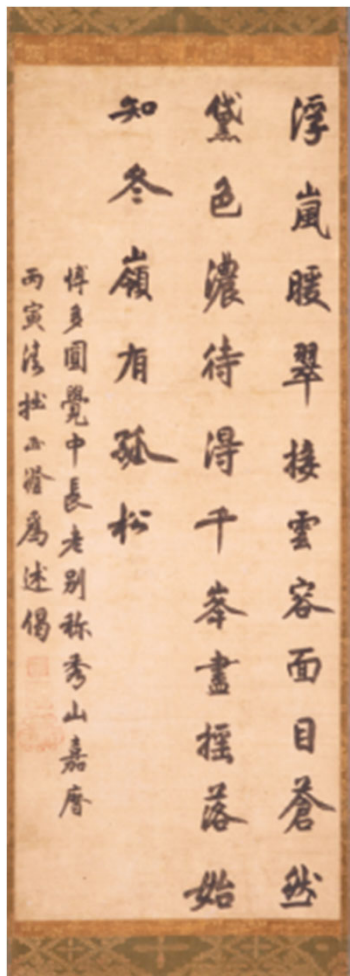 浮嵐暖翠接雲容面目蒼然
黛色濃待得千峯盡揺落始
知冬嶺有孤松
博多圓覺中長老別称秀山嘉暦
丙寅清拙正澄爲述偈